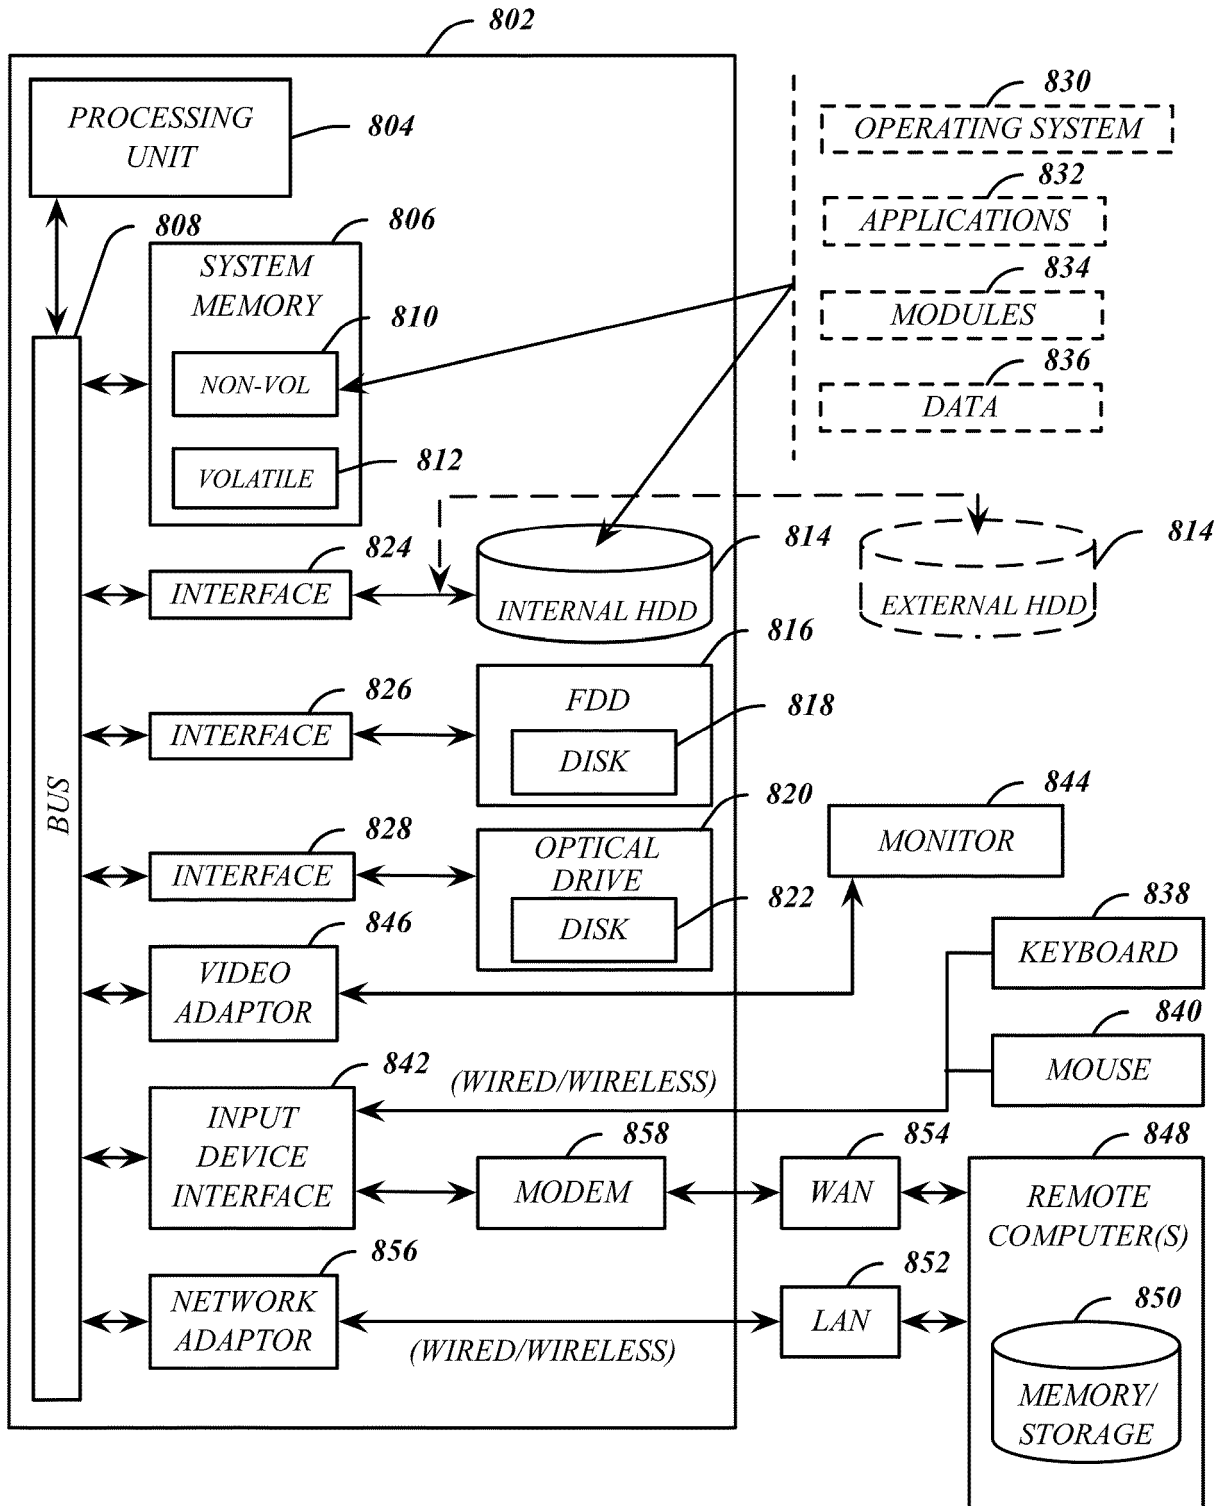 802
PROCESSING
UNIT
804
830
OPERATING SYSTEM
832
APPLICATIONS
834
MODULES
836
DATA
808
806
SYSTEM
MEMORY
810
NON-VOL
812
VOLATILE
BUS
824
INTERFACE
814
INTERNAL HDD
814
EXTERNAL HDD
826
INTERFACE
816
FDD
818
DISK
828
INTERFACE
820
OPTICAL
DRIVE
822
DISK
844
MONITOR
846
VIDEO
ADAPTOR
838
KEYBOARD
840
MOUSE
842
INPUT
DEVICE
INTERFACE
(WIRED/WIRELESS)
858
MODEM
854
WAN
848
REMOTE
COMPUTER(S)
856
NETWORK
ADAPTOR
(WIRED/WIRELESS)
852
LAN
850
MEMORY/
STORAGE